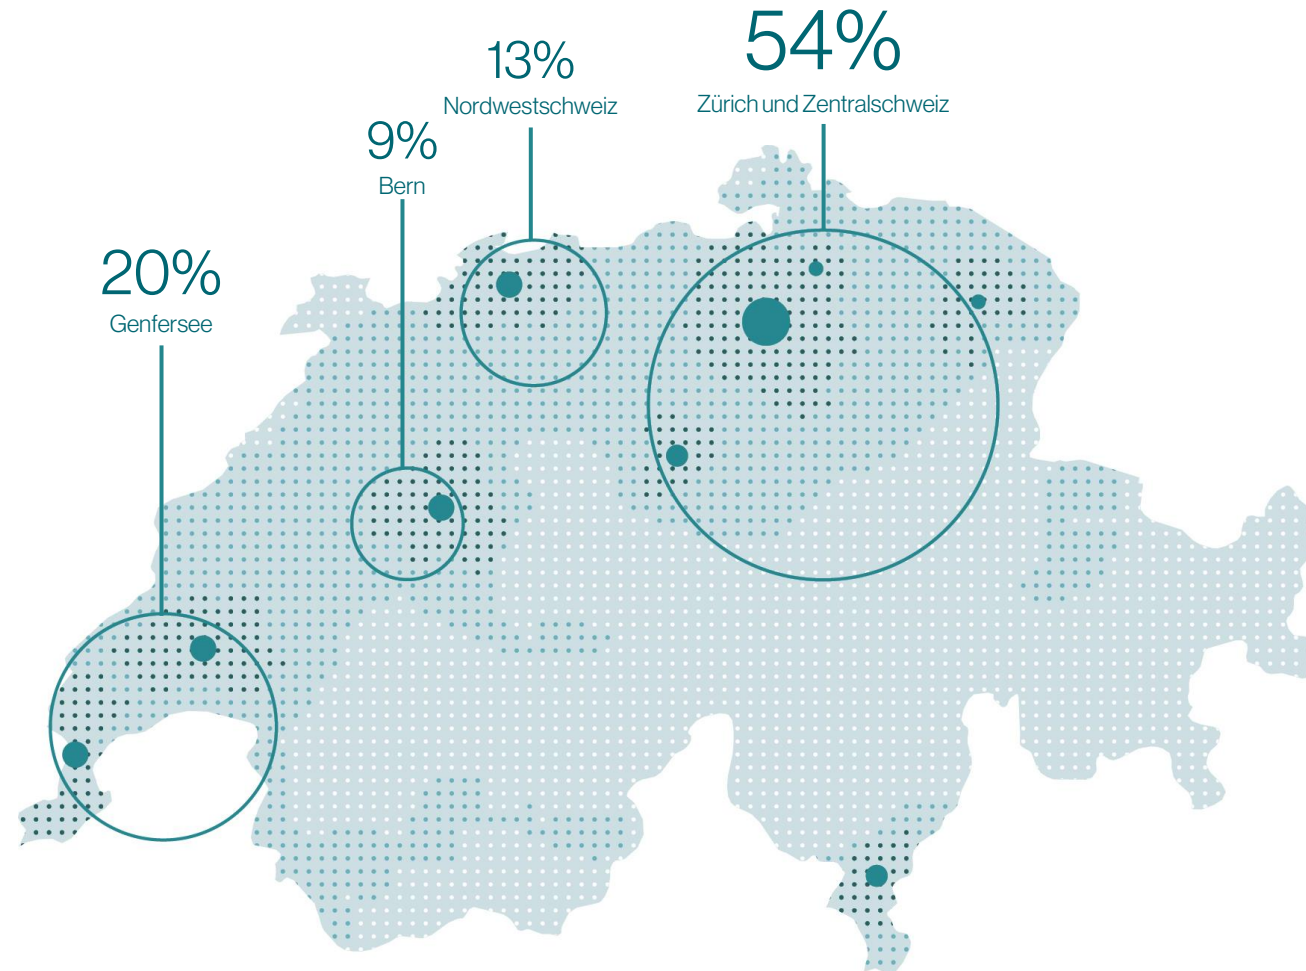 54%
Zürich und Zentralschweiz
13%
Nordwestschweiz
9%
Bern
20%
Genfersee